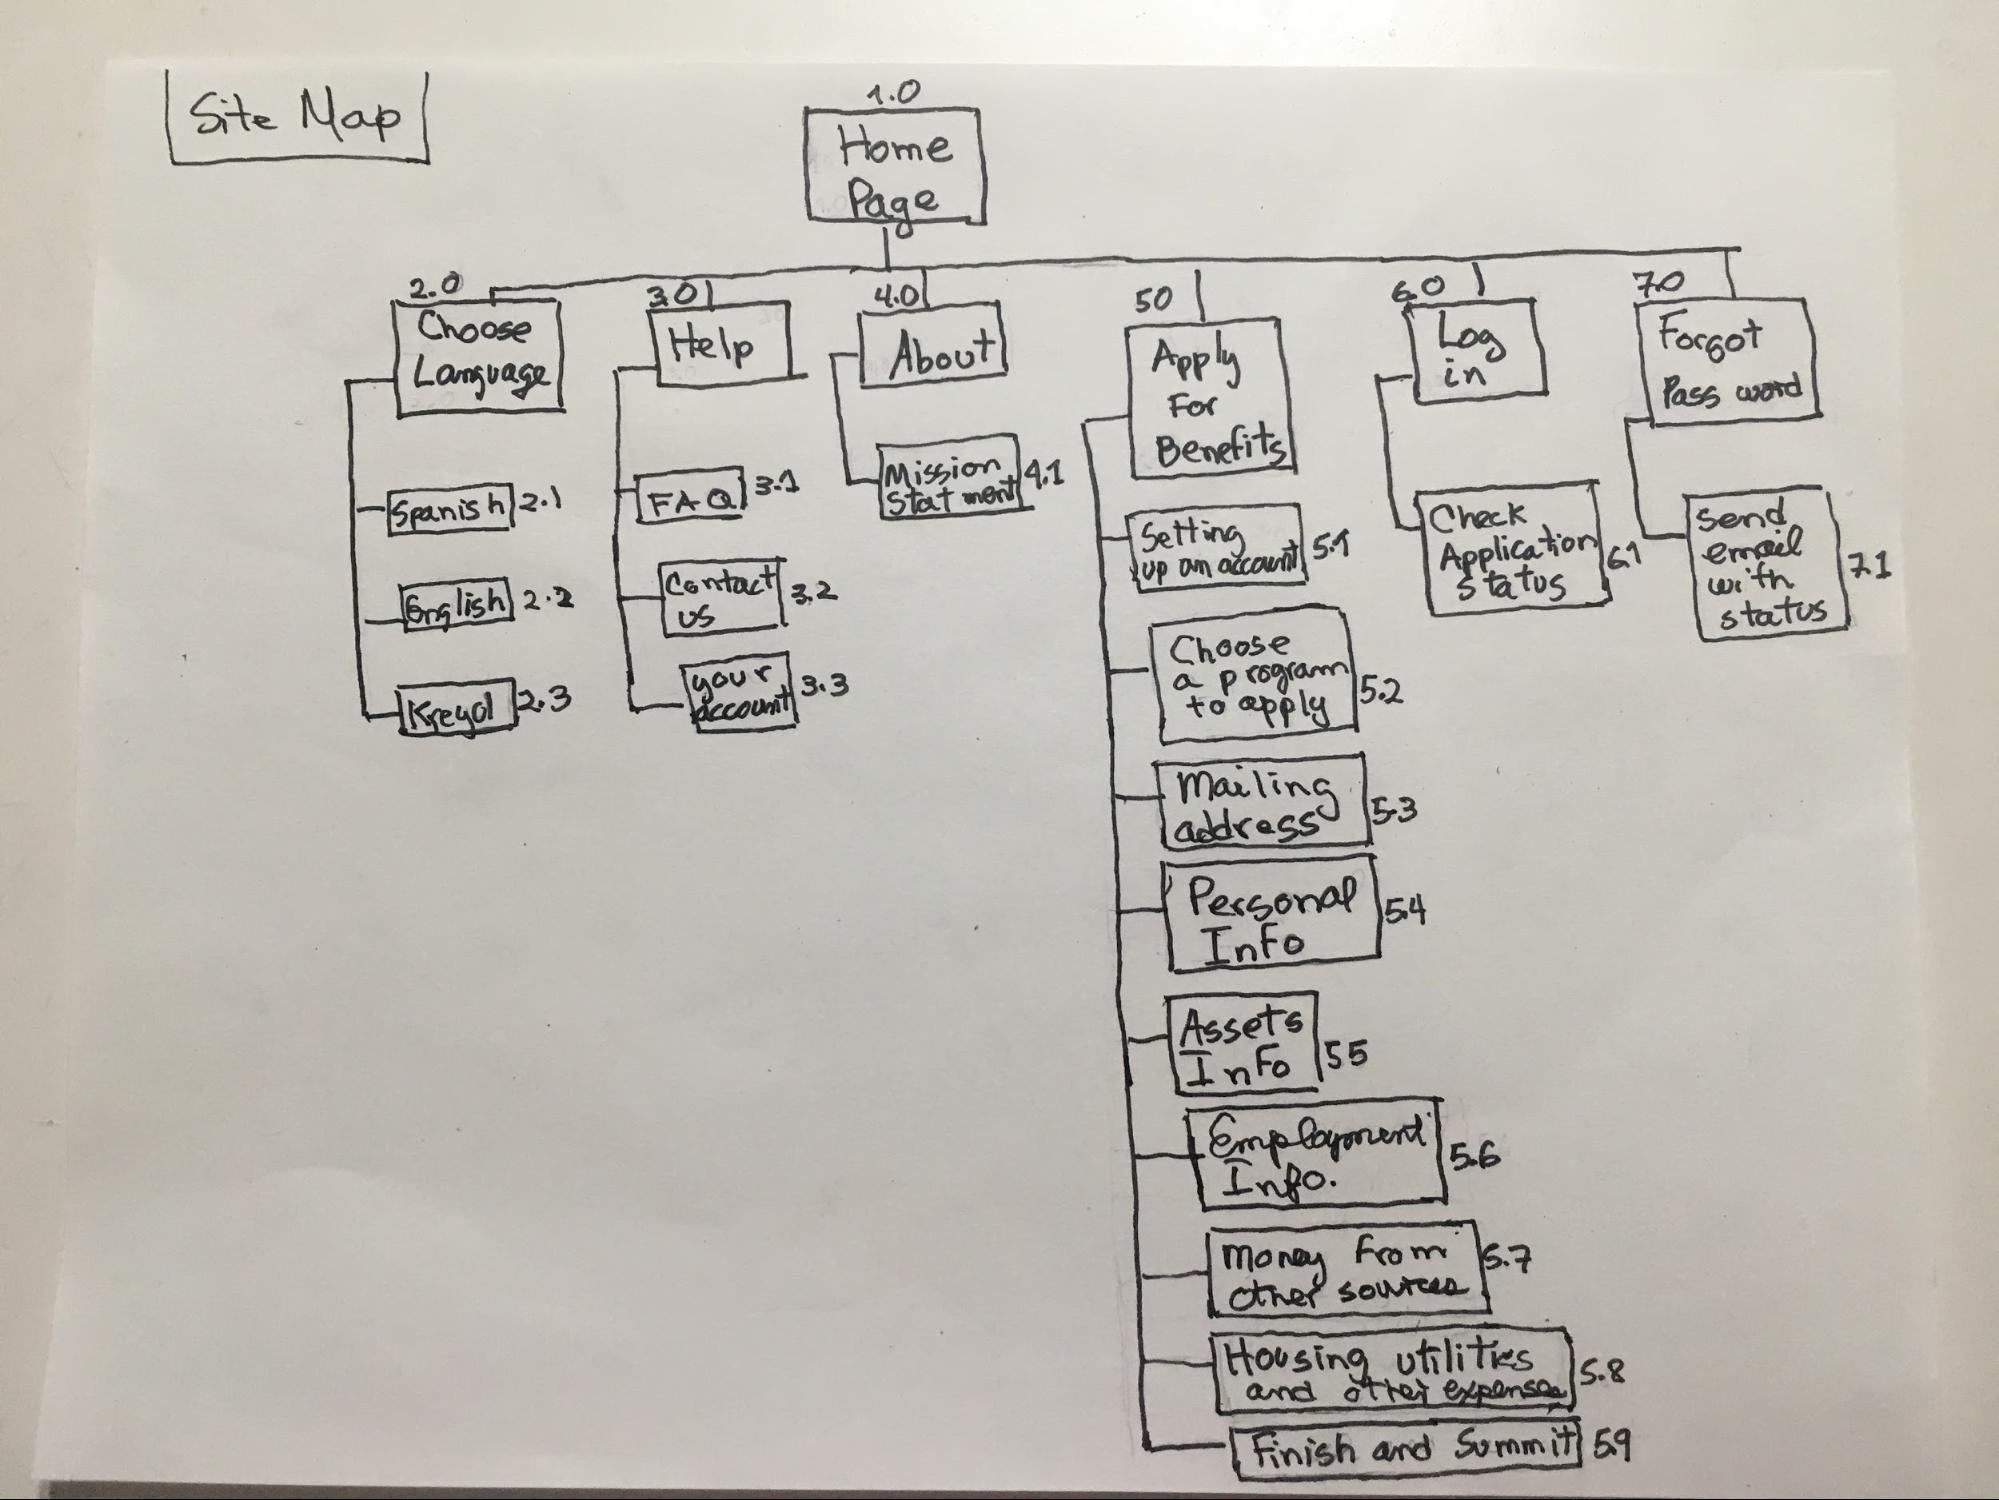 Site Map
1.0
Home
Page
2.0
Choose
Language
Spanish 2.1
English 2.2
Kreyol 2.3
3.0
Help
FAQ 3.1
Contact
us 3.2
your
account 3.3
4.0
About
Mission
Statment 4.1
50
Apply
For
Benefits
Setting
up an account 5.1
Choose
a program
to apply 5.2
Mailing
address 5.3
Personal
Info 5.4
Assets
Info 55
Employment
Info. 5.6
Money From
other sources 5.7
Housing utilities
and other expenses 5.8
Finish and Summit 59
6.0
Log
in
Check
Application
status 6.1
7.0
Forgot
Pass word
Send
email
with
status 7.1